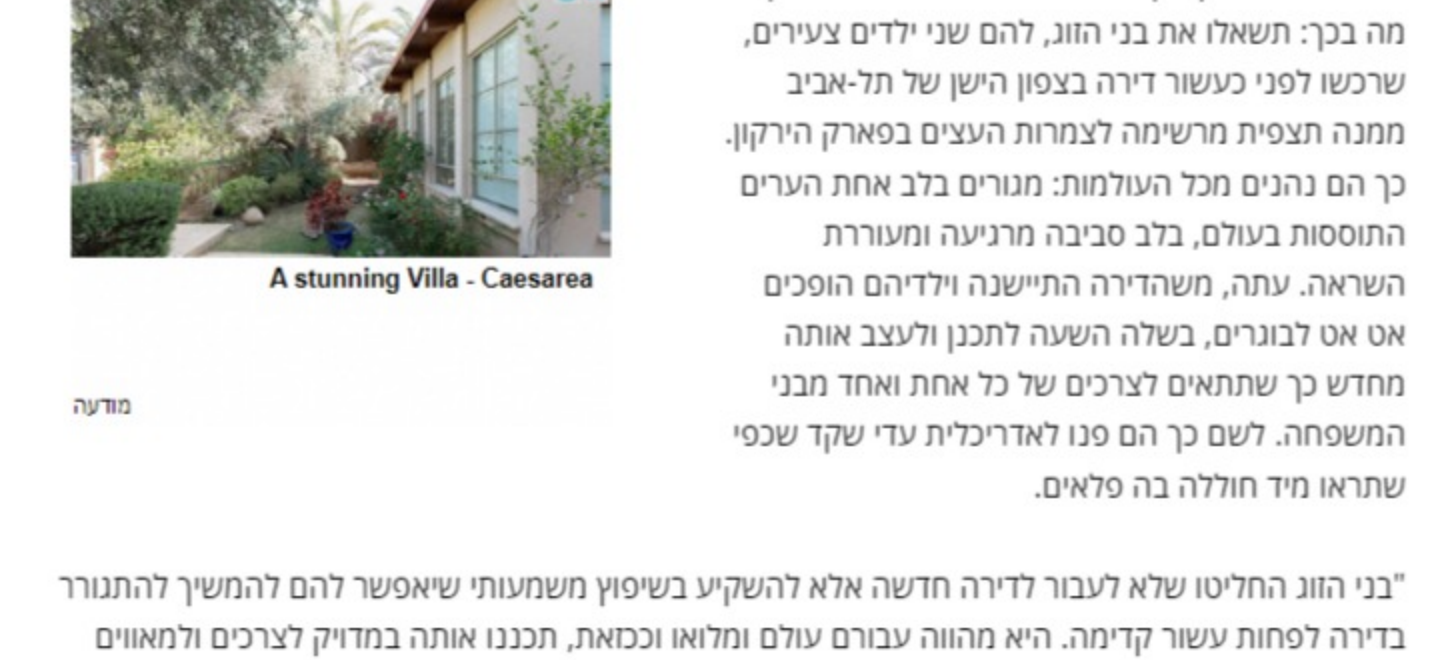 מה בכך: תשאלו את בני הזוג, להם שני ילדים צעירים,
שרכשו לפני כעשור דירה בצפון הישן של תל-אביב
ממנה תצפית מרשימה לצמרות העצים בפארק הירקון.
כך הם נהנים מכל העולמות: מגורים בלב אחת הערים
התוססות בעולם, בלב סביבה מרגיעה ומעוררת
השראה. עתה, משהדירה התיישנה וילדיהם הופכים
אט אט לבוגרים, בשלה השעה לתכנן ולעצב אותה
מחדש כך שתתאים לצרכים של כל אחת ואחד מבני
המשפחה. לשם כך הם פנו לאדריכלית עדי שקד שכפי
שתראו מיד חוללה בה פלאים.
A stunning Villa - Caesarea
מודעה
"בני הזוג החליטו שלא לעבור לדירה חדשה אלא להשקיע בשיפוץ משמעותי שיאפשר להם להמשיך להתגורר
בדירה לפחות עשור קדימה. היא מהווה עבורם עולם ומלואו וככזאת, תכננו אותה במדויק לצרכים ולמאווים